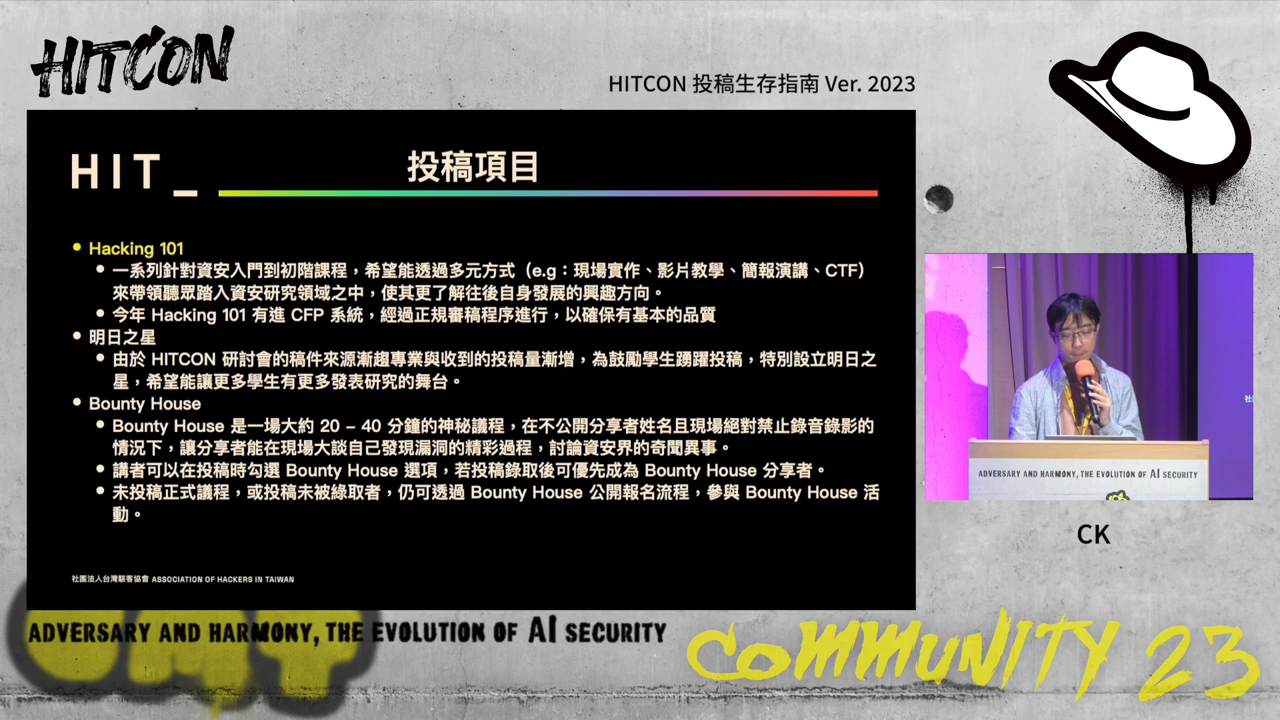 HITCON
HITCON 投稿生存指南 Ver. 2023
HIT_
投稿項目
• Hacking 101
• 一系列針對資安入門到初階課程，希望能透過多元方式（e.g：現場實作、影片教學、簡報演講、CTF）
來帶領聽眾踏入資安研究領域之中，使其更了解往後自身發展的興趣方向。
• 今年 Hacking 101 有進 CFP 系統，經過正規審稿程序進行，以確保有基本的品質
• 明日之星
• 由於 HITCON 研討會的稿件來源漸趨專業與收到的投稿量漸增，為鼓勵學生踴躍投稿，特別設立明日之
星，希望能讓更多學生有更多發表研究的舞台。
• Bounty House
• Bounty House 是一場大約 20 – 40 分鐘的神秘議程，在不公開分享者姓名且現場絕對禁止錄音錄影的
情況下，讓分享者能在現場大談自己發現漏洞的精彩過程，討論資安界的奇聞異事。
• 講者可以在投稿時勾選 Bounty House 選項，若投稿錄取後可優先成為 Bounty House 分享者。
• 未投稿正式議程，或投稿未被錄取者，仍可透過 Bounty House 公開報名流程，參與 Bounty House 活
動。
社團法人台灣駭客協會 ASSOCIATION OF HACKERS IN TAIWAN
社
ADVERSARY AND HARMONY, THE EVOLUTION OF AI SECURITY
CK
ADVERSARY AND HARMONY, THE EVOLUTION OF AI SECURITY
COMMUNITY 23